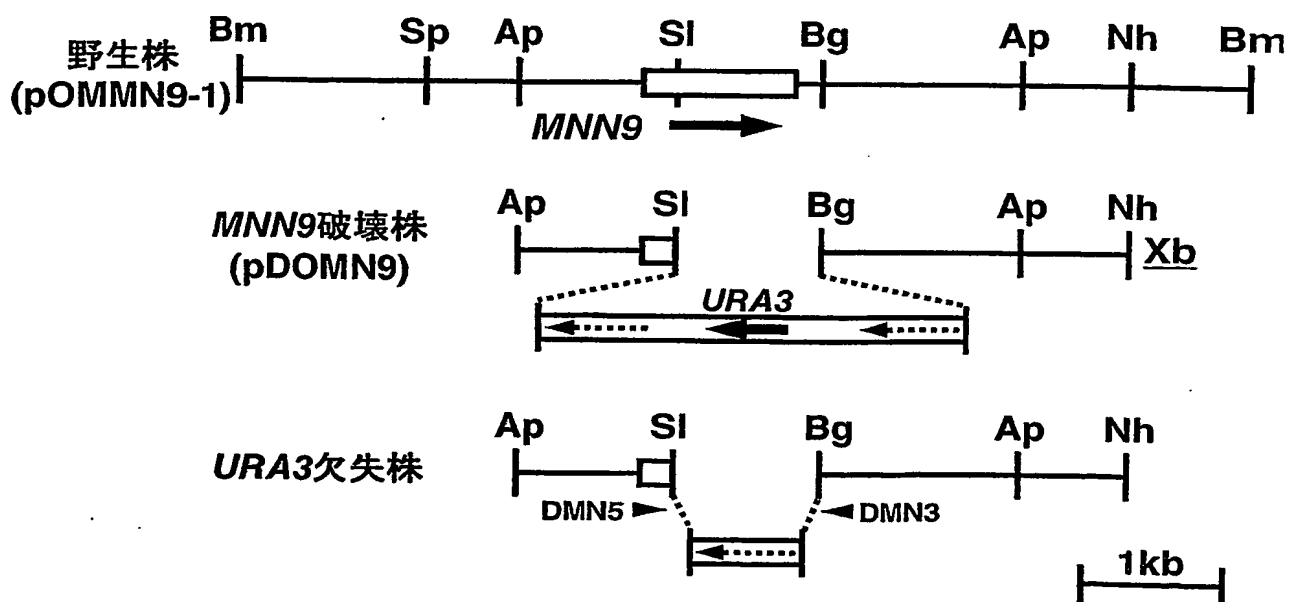 Bm Sp Ap Sl Bg Ap Nh Bm
野生株
(pOMMN9-1)
MNN9
Ap Sl Bg Ap Nh
MNN9破壊株
(pDOMN9)
Xb
URA3
Ap Sl Bg Ap Nh
URA3欠失株
DMN5 DMN3
1kb